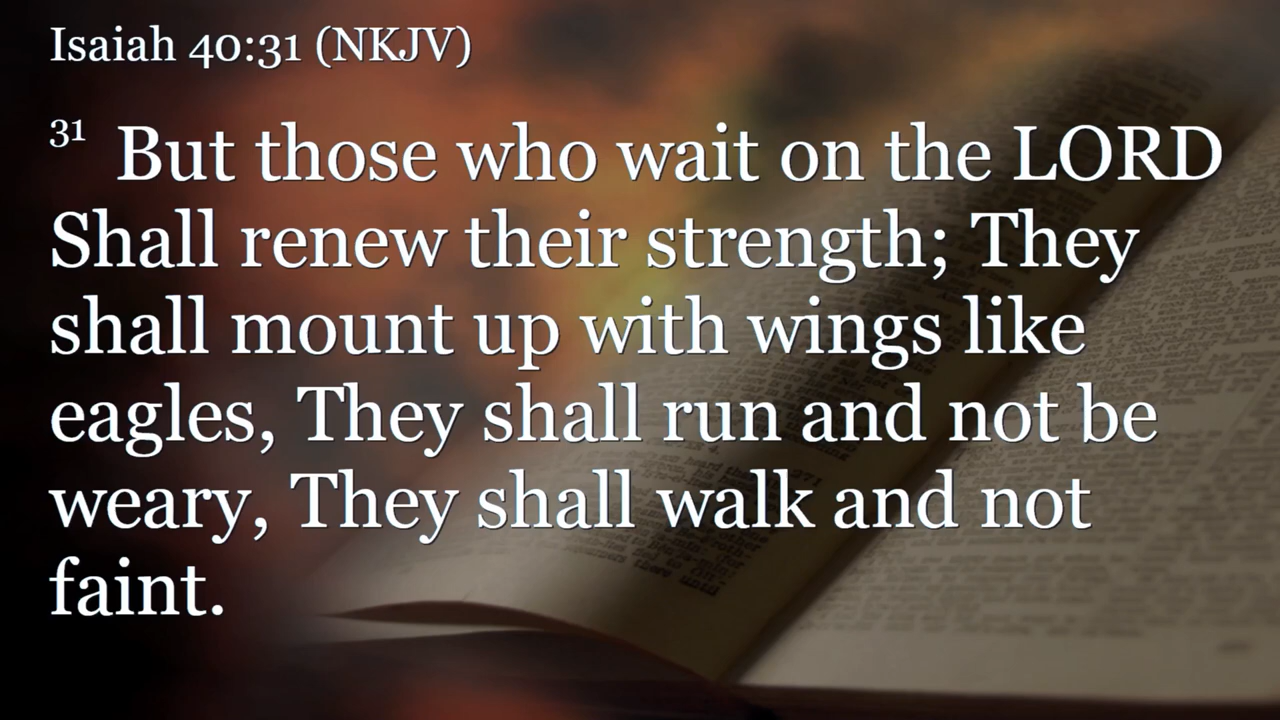 Isaiah 40:31 (NKJV)
31 But those who wait on the LORD
Shall renew their strength; They
shall mount up with wings like
eagles, They shall run and not be
weary, They shall walk and not
faint.